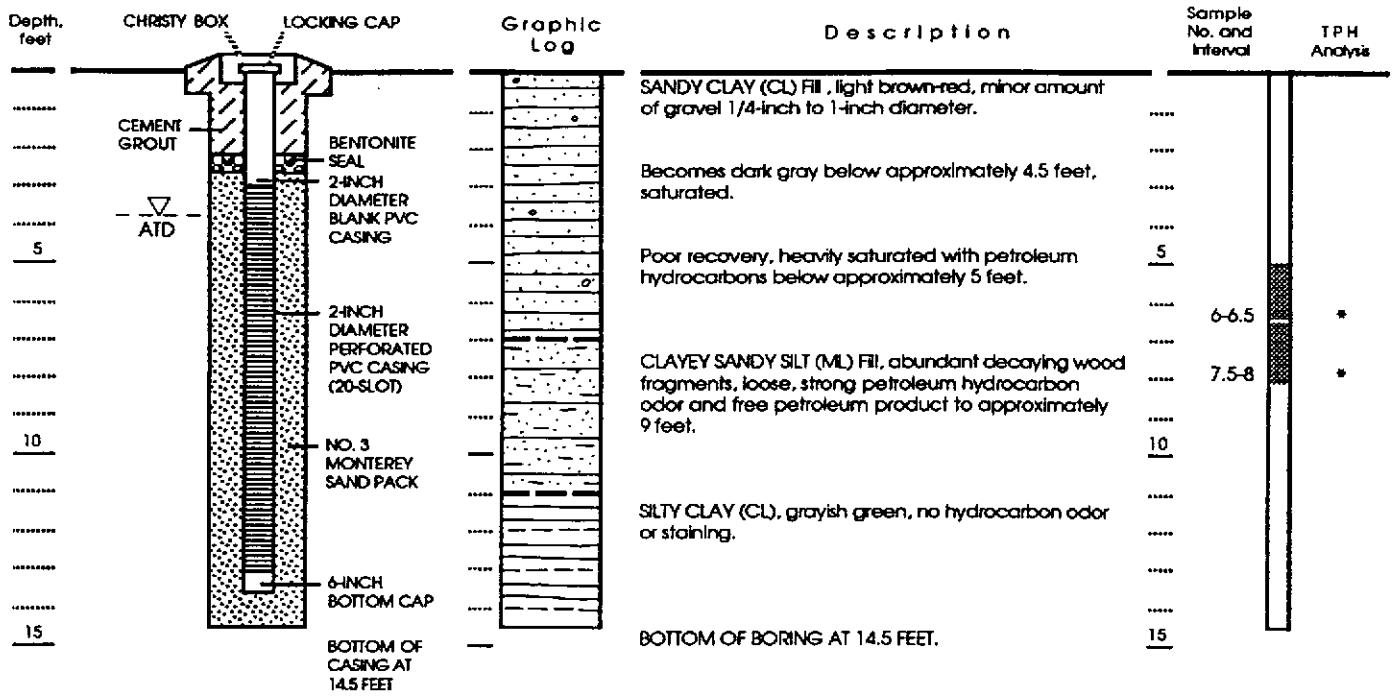 Depth, feet
CHRISTY BOX
LOCKING CAP
Graphic Log
Description
Sample No. and Interval
TPH Analysis
CEMENT GROUT
BENTONITE SEAL
2-INCH DIAMETER BLANK PVC CASING
ATD
5
2-INCH DIAMETER PERFORATED PVC CASING (20-SLOT)
10
NO. 3 MONTEREY SAND PACK
6-INCH BOTTOM CAP
15
BOTTOM OF CASING AT 14.5 FEET
SANDY CLAY (CL) Fill, light brown-red, minor amount
of gravel 1/4-inch to 1-inch diameter.
Becomes dark gray below approximately 4.5 feet,
saturated.
Poor recovery, heavily saturated with petroleum
hydrocarbons below approximately 5 feet.
CLAYEY SANDY SILT (ML) Fill, abundant decaying wood
fragments, loose, strong petroleum hydrocarbon
odor and free petroleum product to approximately
9 feet.
SILTY CLAY (CL), grayish green, no hydrocarbon odor
or staining.
BOTTOM OF BORING AT 14.5 FEET.
5
6-6.5 *
7.5-8 *
10
15